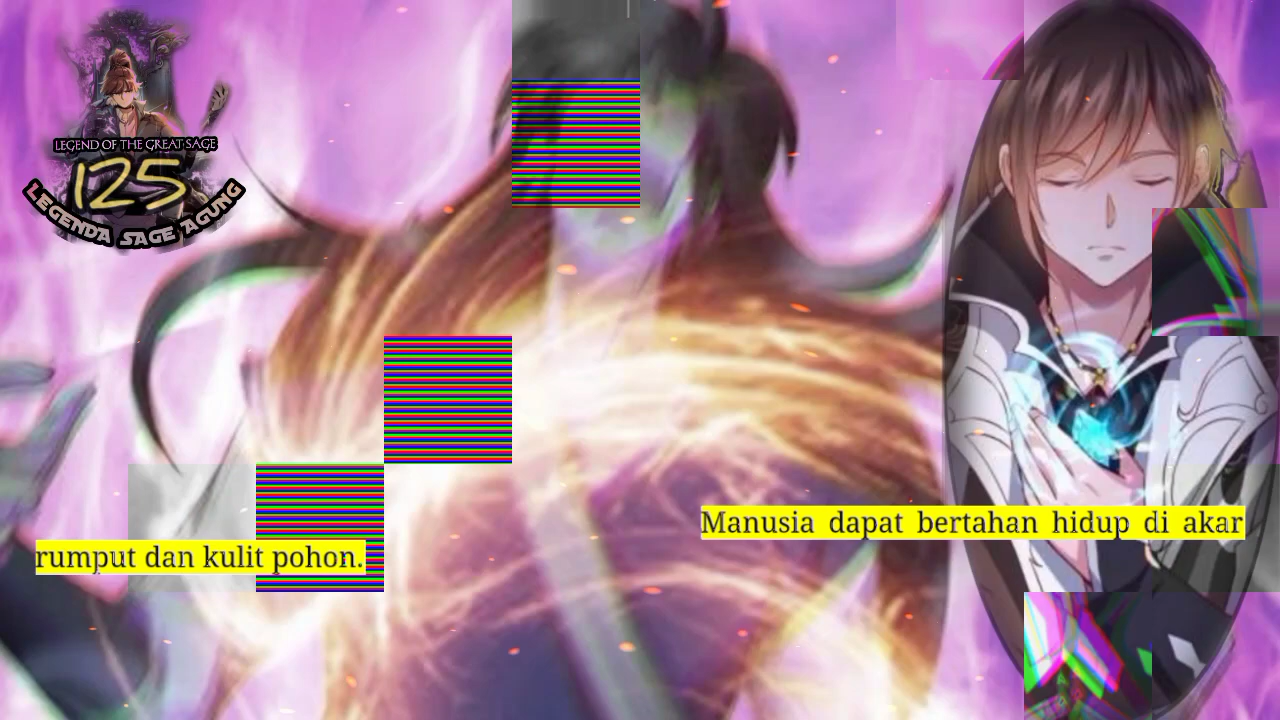 LEGEND OF THE GREAT SAGE
125
LEGENDA SAGE AGUNG
Manusia dapat bertahan hidup di akar
rumput dan kulit pohon.